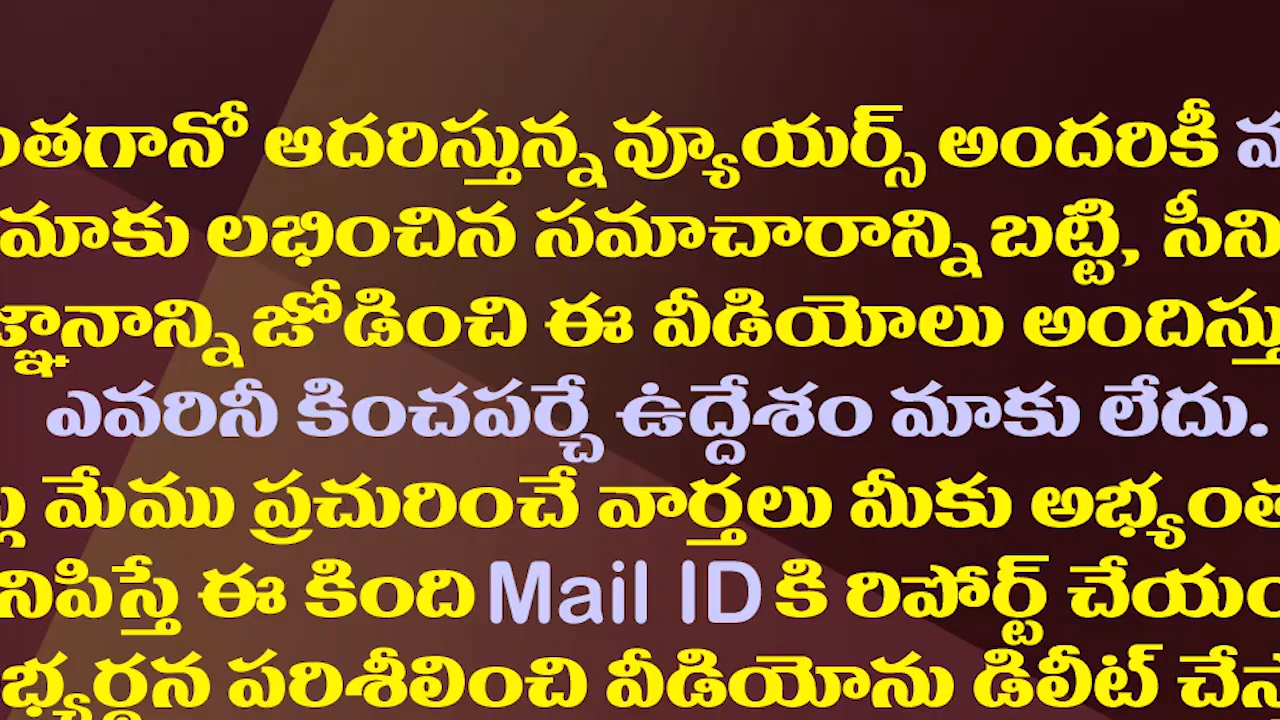 ఆదరిస్తున్న వ్యూయర్స్ అందరికీ
మాకు లభించిన సమాచారాన్ని బట్టి,
జోడించి ఈ వీడియోలు
ఎవరినీ కించపర్చే ఉద్దేశం మాకు లేదు.
మేము ప్రచురించే వార్తలు మీకు
ఈ కింది Mail ID కి రిపోర్ట్
పరిశీలించి వీడియోను డిలీట్